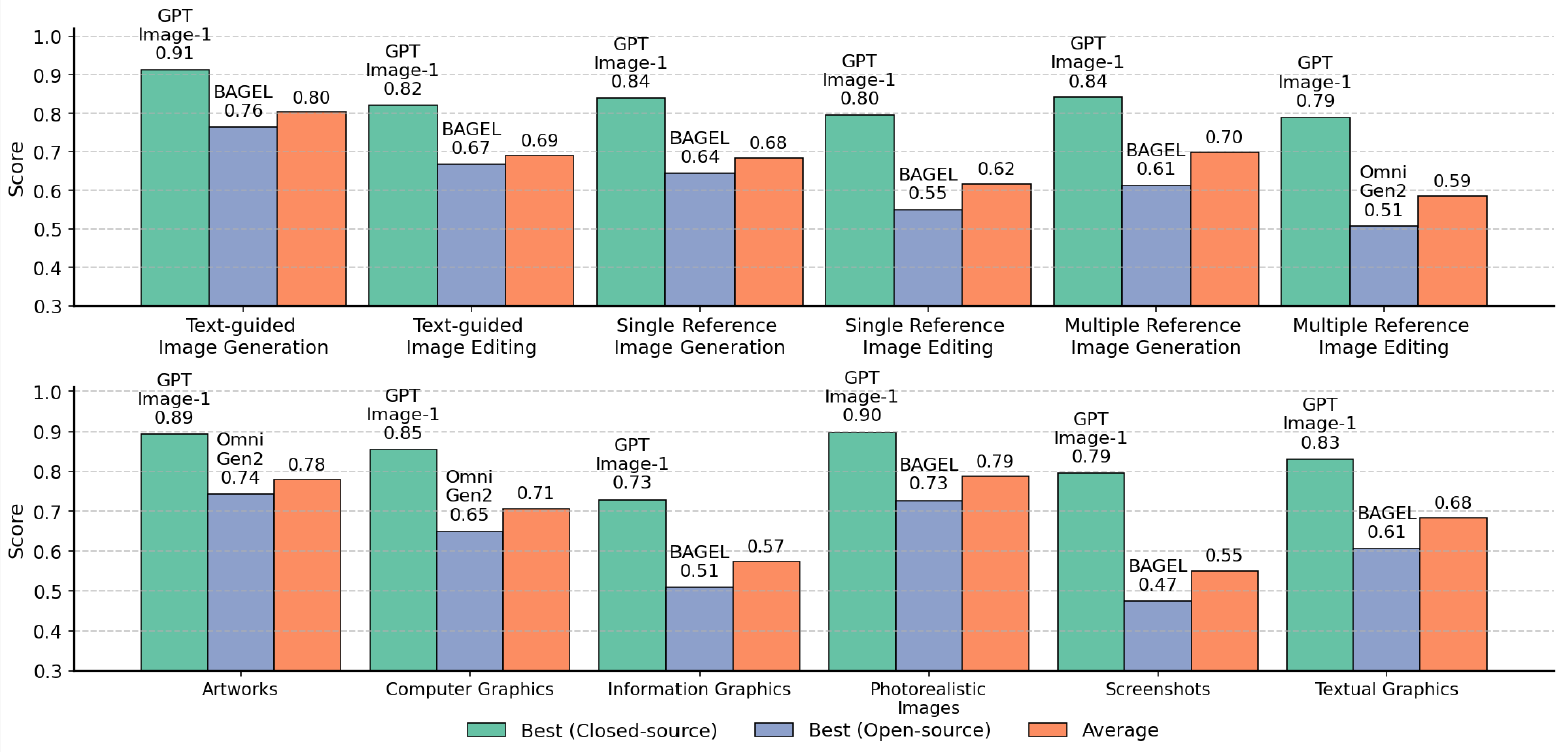 GPT
Image-1
0.91
BAGEL
0.76
0.80
GPT
Image-1
0.82
BAGEL
0.67
0.69
GPT
Image-1
0.84
BAGEL
0.64
0.68
GPT
Image-1
0.80
BAGEL
0.55
0.62
GPT
Image-1
0.84
BAGEL
0.61
0.70
GPT
Image-1
0.79
Omni
Gen2
0.51
0.59
Score
1.0
0.9
0.8
0.7
0.6
0.5
0.4
0.3
Text-guided
Image Generation
Text-guided
Image Editing
Single Reference
Image Generation
Single Reference
Image Editing
Multiple Reference
Image Generation
Multiple Reference
Image Editing
GPT
Image-1
0.89
Omni
Gen2
0.74
0.78
GPT
Image-1
0.85
Omni
Gen2
0.65
0.71
GPT
Image-1
0.73
BAGEL
0.51
0.57
GPT
Image-1
0.90
BAGEL
0.73
0.79
GPT
Image-1
0.79
BAGEL
0.47
0.55
GPT
Image-1
0.83
BAGEL
0.61
0.68
Score
1.0
0.9
0.8
0.7
0.6
0.5
0.4
0.3
Artworks
Computer Graphics
Information Graphics
Photorealistic
Images
Screenshots
Textual Graphics
Best (Closed-source)
Best (Open-source)
Average